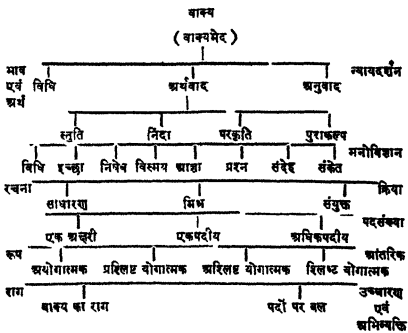 वाक्य
(वाक्यभेद)
भाव विधि अर्थवाद अनुवाद न्यायदर्शन
एवं
अर्थ
स्तुति निंदा परकृति पुराकल्प
मनोविज्ञान
विधि इच्छा निषेध विस्मय आज्ञा प्रश्न संदेह संकेत
रचना क्रिया
साधारण मिश्र संयुक्त
पदसंख्या
एक अक्षरी एकपदीय अधिकपदीय
रूप आंतरिक
अयोगात्मक प्रश्लिष्ट योगात्मक अश्लिष्ट योगात्मक श्लिष्ट योगात्मक
राग उच्चारण
वाक्य का राग पदों पर बल एवं
अभिव्यक्ति